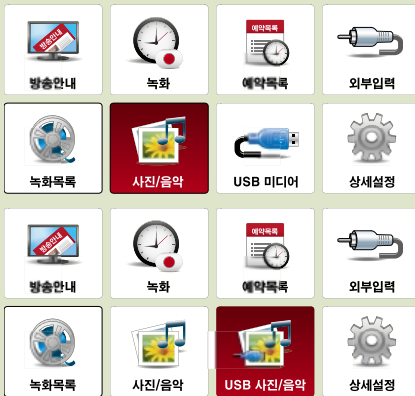 방송안내
방송안내
녹화
예약목록
예약목록
외부입력
녹화목록
사진/음악
USB 미디어
상세설정
방송안내
방송안내
녹화
예약목록
예약목록
외부입력
녹화목록
사진/음악
USB 사진/음악
상세설정